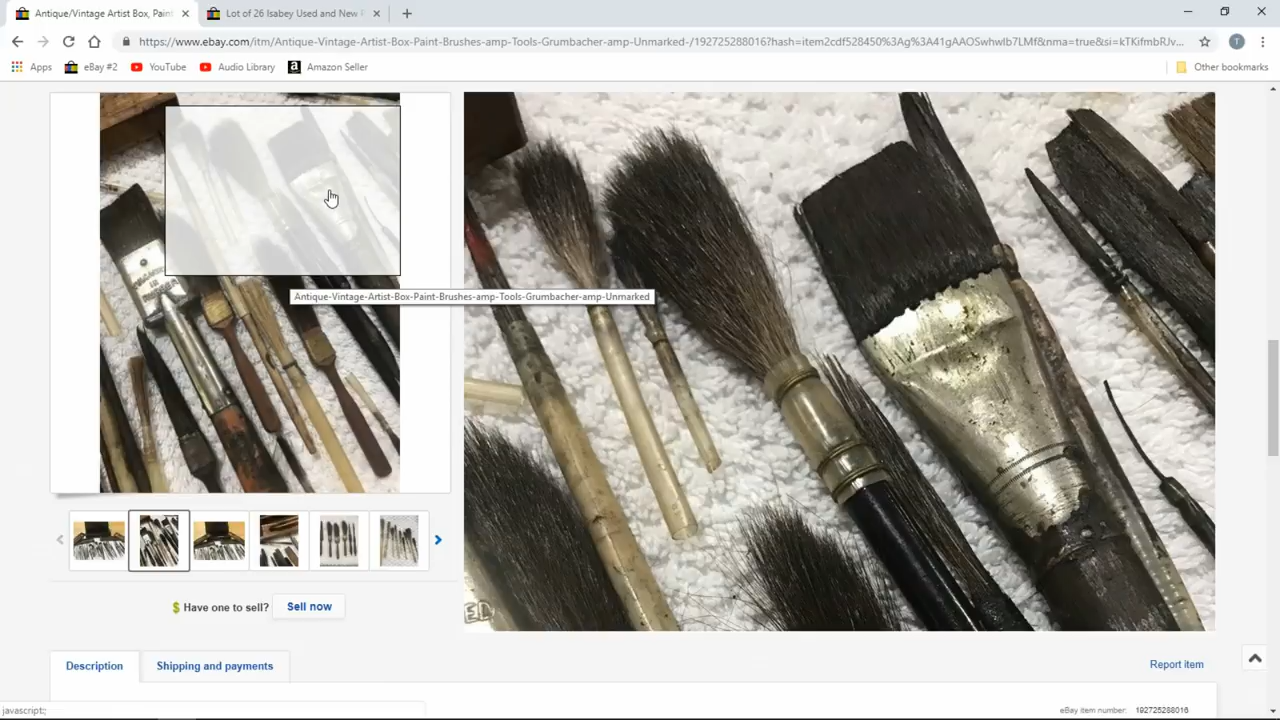 Antique/Vintage Artist Box, Pain
Lot of 26 Isabey Used and New
https://www.ebay.com/itm/Antique-Vintage-Artist-Box-Paint-Brushes-amp-Tools-Grumbacher-amp-Unmarked-/192725288016?hash=item2cdf528450%3Ag%3A41gAAOSwhwlb7LMf&nma=true&si=kTKifmbRJv...
T
Apps
eBay #2
YouTube
Audio Library
Amazon Seller
Other bookmarks
Antique-Vintage-Artist-Box-Paint-Brushes-amp-Tools-Grumbacher-amp-Unmarked
$ Have one to sell?
Sell now
Description
Shipping and payments
Report item
eBay item number: 192725288016
javascript:;